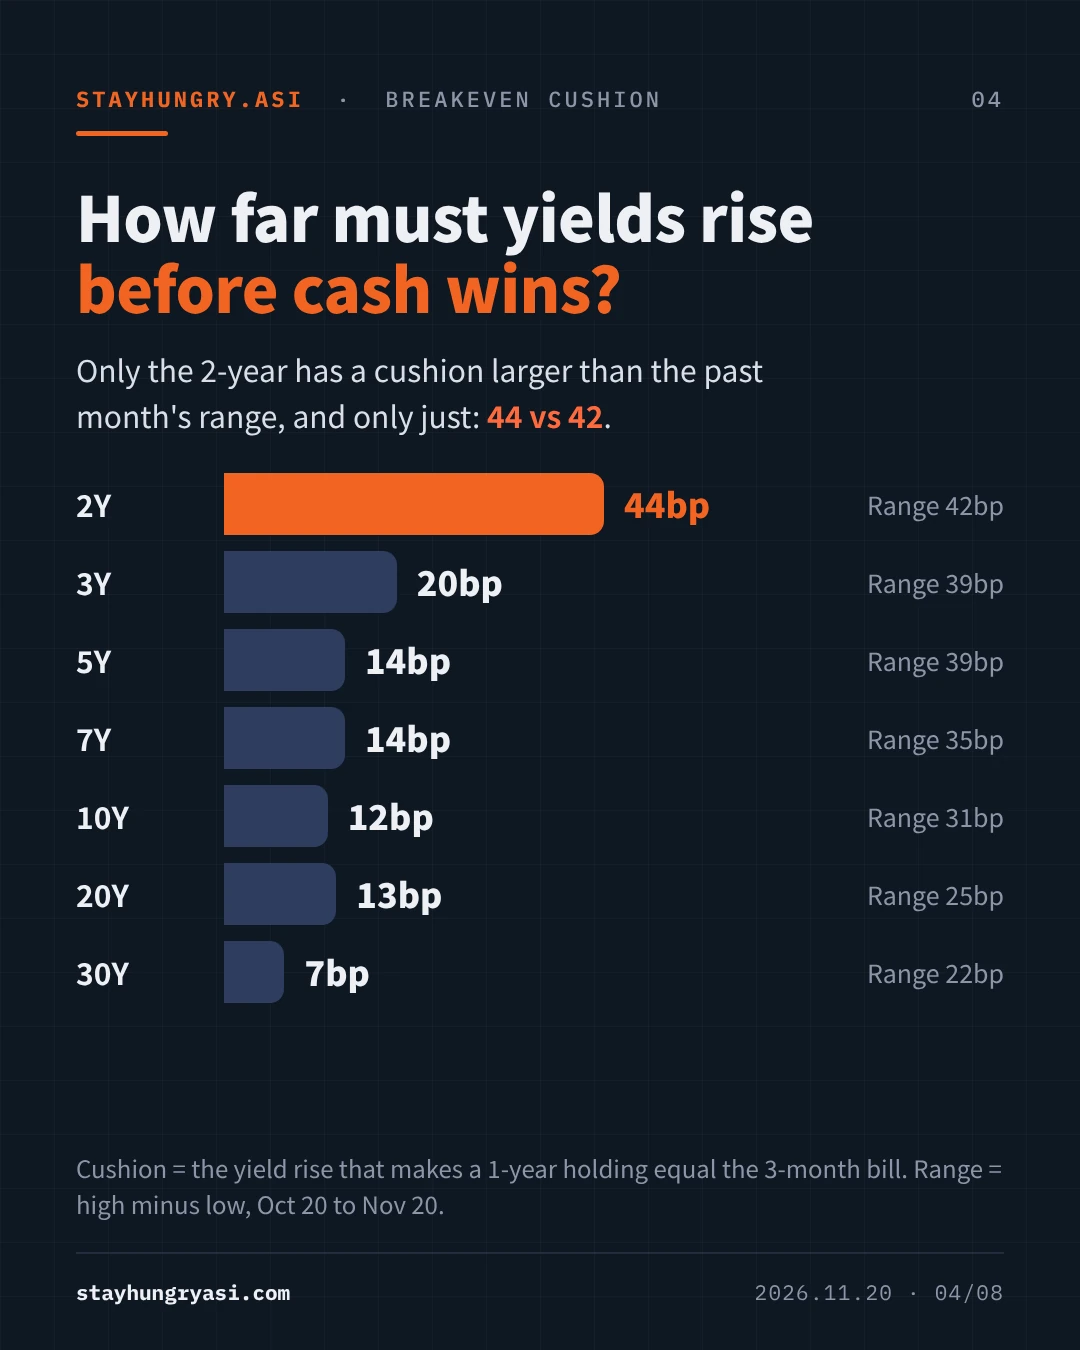 STAYHUNGRY.ASI · BREAKEVEN CUSHION 04
How far must yields rise
before cash wins?
Only the 2-year has a cushion larger than the past
month's range, and only just: 44 vs 42.
2Y 44bp Range 42bp
3Y 20bp Range 39bp
5Y 14bp Range 39bp
7Y 14bp Range 35bp
10Y 12bp Range 31bp
20Y 13bp Range 25bp
30Y 7bp Range 22bp
Cushion = the yield rise that makes a 1-year holding equal the 3-month bill. Range =
high minus low, Oct 20 to Nov 20.
stayhungryasi.com 2026.11.20 · 04/08